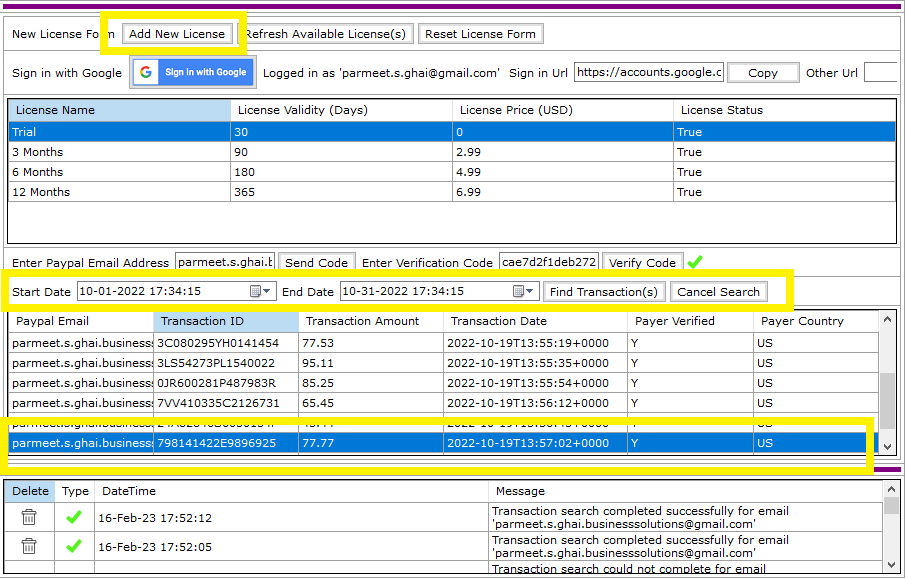 New License Form Add New License Refresh Available License(s) Reset License Form
Sign in with Google G Sign in with Google Logged in as 'parmeet.s.ghai@gmail.com' Sign in Url https://accounts.google.c Copy Other Url
License Name License Validity (Days) License Price (USD) License Status
Trial 30 0 True
3 Months 90 2.99 True
6 Months 180 4.99 True
12 Months 365 6.99 True
Enter Paypal Email Address parmeet.s.ghai.b Send Code Enter Verification Code cae7d2f1deb272 Verify Code
Start Date 10-01-2022 17:34:15 End Date 10-31-2022 17:34:15 Find Transaction(s) Cancel Search
Paypal Email Transaction ID Transaction Amount Transaction Date Payer Verified Payer Country
parmeet.s.ghai.businesss 3C080295YH0141454 77.53 2022-10-19T13:55:19+0000 Y US
parmeet.s.ghai.businesss 3LS54273PL1540022 95.11 2022-10-19T13:55:35+0000 Y US
parmeet.s.ghai.businesss 0JR600281P487983R 85.25 2022-10-19T13:55:54+0000 Y US
parmeet.s.ghai.businesss 7VV410335C2126731 65.45 2022-10-19T13:56:12+0000 Y US
parmeet.s.ghai.businesss 798141422E9896925 77.77 2022-10-19T13:57:02+0000 Y US
Delete Type DateTime Message
16-Feb-23 17:52:12 Transaction search completed successfully for email
'parmeet.s.ghai.businesssolutions@gmail.com'
16-Feb-23 17:52:05 Transaction search completed successfully for email
'parmeet.s.ghai.businesssolutions@gmail.com'
Transaction search could not complete for email